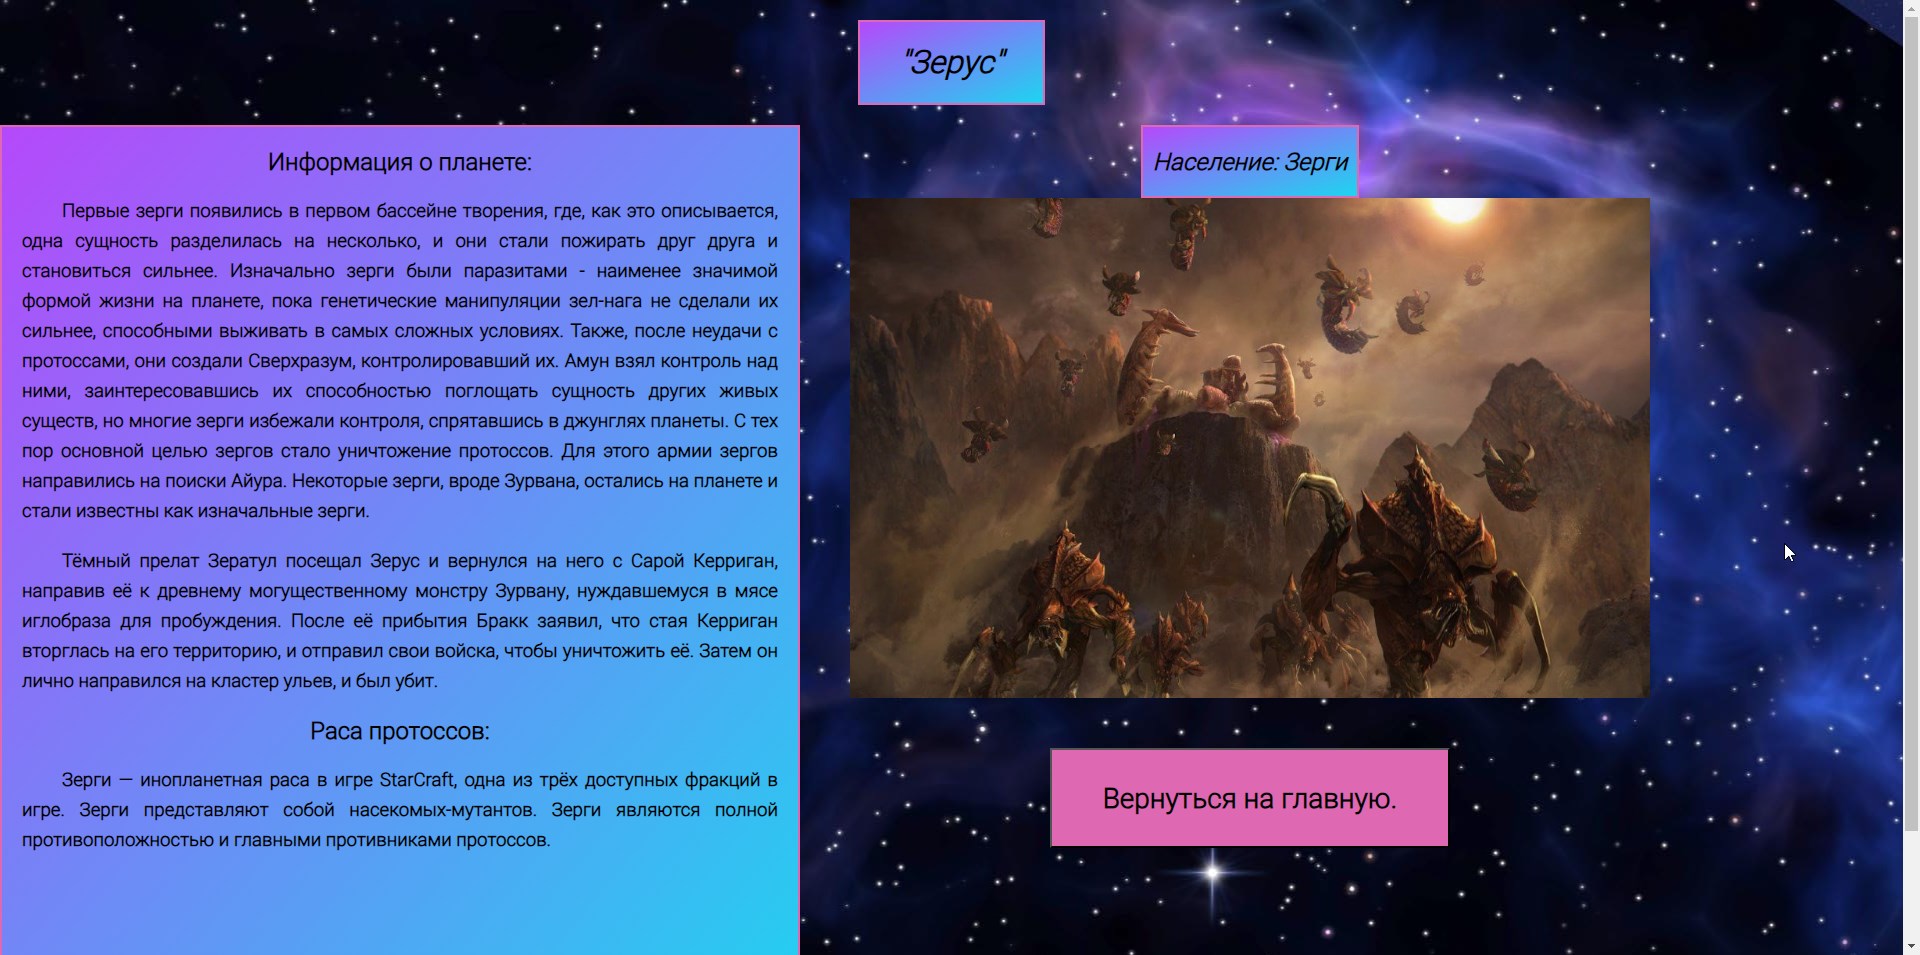 "Зерус"
Информация о планете:
Первые зерги появились в первом бассейне творения, где, как это описывается,
одна сущность разделилась на несколько, и они стали пожирать друг друга и
становиться сильнее. Изначально зерги были паразитами - наименее значимой
формой жизни на планете, пока генетические манипуляции зел-нага не сделали их
сильнее, способными выживать в самых сложных условиях. Также, после неудачи с
протоссами, они создали Сверхразум, контролировавший их. Амун взял контроль над
ними, заинтересовавшись их способностью поглощать сущность других живых
существ, но многие зерги избежали контроля, спрятавшись в джунглях планеты. С тех
пор основной целью зергов стало уничтожение протоссов. Для этого армии зергов
направились на поиски Айура. Некоторые зерги, вроде Зурвана, остались на планете и
стали известны как изначальные зерги.
Тёмный прелат Зератул посещал Зерус и вернулся на него с Сарой Керриган,
направив её к древнему могущественному монстру Зурвану, нуждавшемуся в мясе
иглобраза для пробуждения. После её прибытия Бракк заявил, что стая Керриган
вторглась на его территорию, и отправил свои войска, чтобы уничтожить её. Затем он
лично направился на кластер ульев, и был убит.
Раса протоссов:
Зерги — инопланетная раса в игре StarCraft, одна из трёх доступных фракций в
игре. Зерги представляют собой насекомых-мутантов. Зерги являются полной
противоположностью и главными противниками протоссов.
Население: Зерги
Вернуться на главную.